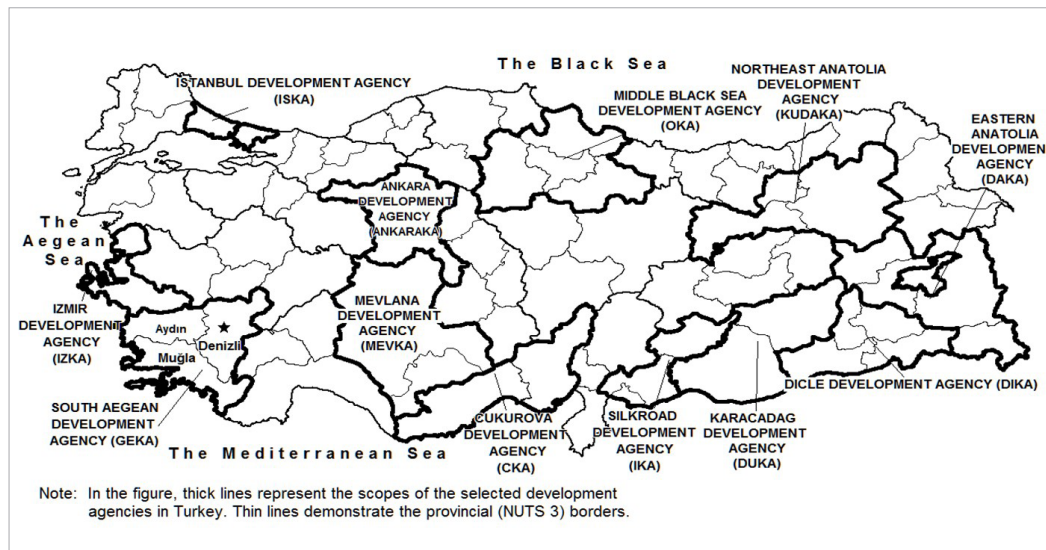 The Black Sea
ISTANBUL DEVELOPMENT AGENCY
(ISKA)
MIDDLE BLACK SEA
DEVELOPMENT AGENCY
(OKA)
NORTHEAST ANATOLIA
DEVELOPMENT
AGENCY
(KUDAKA)
EASTERN
ANATOLIA
DEVELOPMEN
AGENCY
(DAKA)
ANKARA
DEVELOPMENT
AGENCY
(ANKARAKA)
The
Aegean
Sea
IZMIR
DEVELOPMENT
AGENCY
(IZKA)
Aydın
Denizli
Muğla
MEVLANA
DEVELOPMENT
AGENCY
(MEVKA)
SOUTH AEGEAN
DEVELOPMENT
AGENCY (GEKA)
The Mediterranean Sea
CUKUROVA
DEVELOPMENT
AGENCY
(CKA)
SILKROAD
DEVELOPMENT
AGENCY
(IKA)
KARACADAG
DEVELOPMENT
AGENCY
(DUKA)
DICLE DEVELOPMENT AGENCY (DIKA)
Note: In the figure, thick lines represent the scopes of the selected development
agencies in Turkey. Thin lines demonstrate the provincial (NUTS 3) borders.